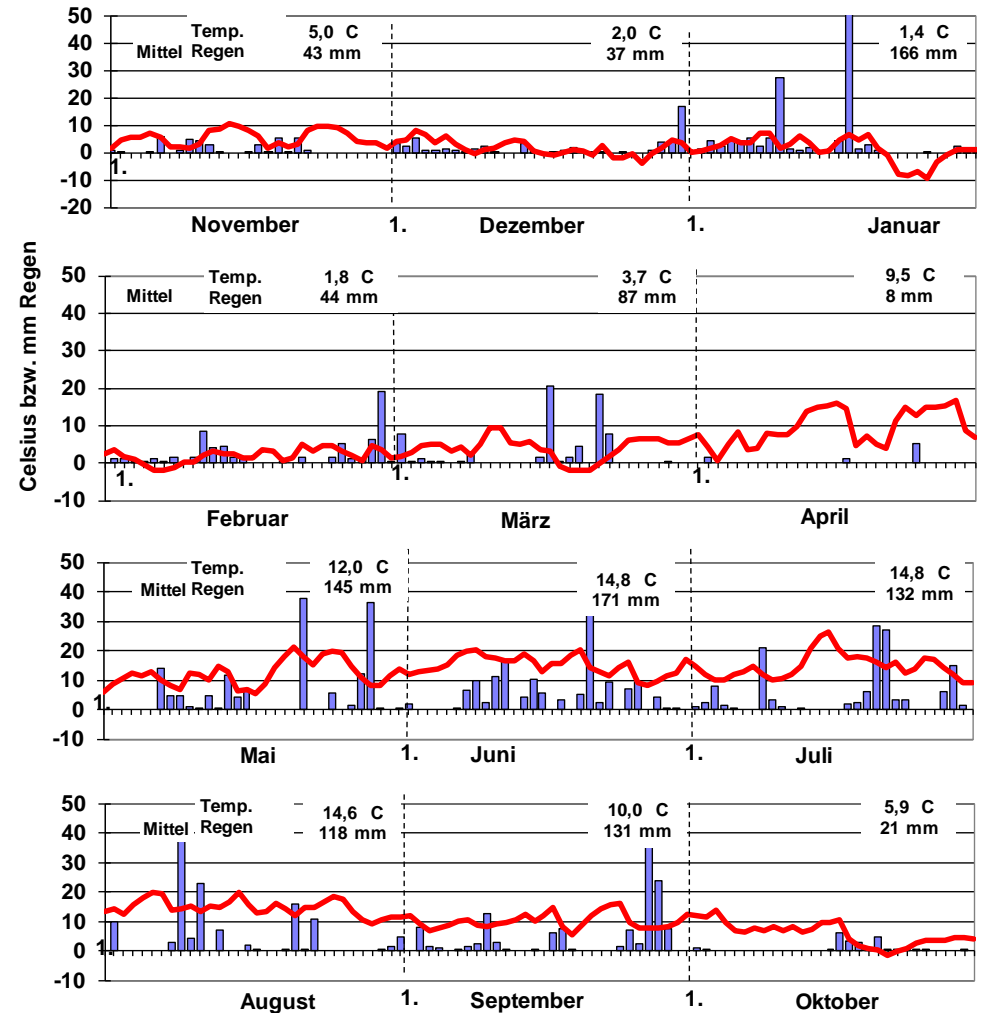 Celsius bzw. mm Regen
50
40
30
20
10
0
-10
-20
Temp. 5,0 C 2,0 C 1,4 C
Mittel Regen 43 mm 37 mm 166 mm
1.
November 1. Dezember 1. Januar
50
40
30
20
10
0
-10
Temp. 1,8 C 3,7 C 9,5 C
Mittel Regen 44 mm 87 mm 8 mm
1. 1. 1.
Februar März April
50
40
30
20
10
0
-10
Temp. 12,0 C 14,8 C 14,8 C
Mittel Regen 145 mm 171 mm 132 mm
1.
Mai 1. Juni 1. Juli
50
40
30
20
10
0
-10
Temp. 14,6 C 10,0 C 5,9 C
Mittel Regen 118 mm 131 mm 21 mm
1.
August 1. September 1. Oktober